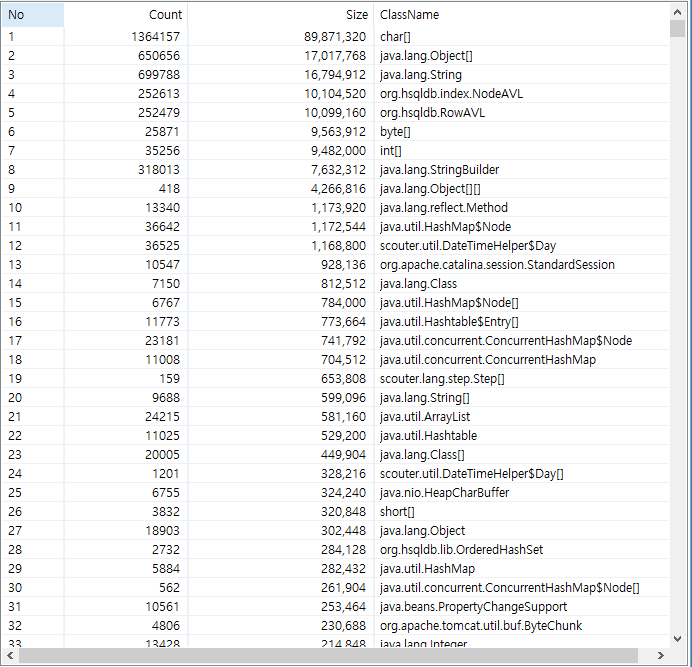 No Count Size ClassName
1 1364157 89,871,320 char[]
2 650656 17,017,768 java.lang.Object[]
3 699788 16,794,912 java.lang.String
4 252613 10,104,520 org.hsqldb.index.NodeAVL
5 252479 10,099,160 org.hsqldb.RowAVL
6 25871 9,563,912 byte[]
7 35256 9,482,000 int[]
8 318013 7,632,312 java.lang.StringBuilder
9 418 4,266,816 java.lang.Object[][]
10 13340 1,173,920 java.lang.reflect.Method
11 36642 1,172,544 java.util.HashMap$Node
12 36525 1,168,800 scouter.util.DateTimeHelper$Day
13 10547 928,136 org.apache.catalina.session.StandardSession
14 7150 812,512 java.lang.Class
15 6767 784,000 java.util.HashMap$Node[]
16 11773 773,664 java.util.Hashtable$Entry[]
17 23181 741,792 java.util.concurrent.ConcurrentHashMap$Node
18 11008 704,512 java.util.concurrent.ConcurrentHashMap
19 159 653,808 scouter.lang.step.Step[]
20 9688 599,096 java.lang.String[]
21 24215 581,160 java.util.ArrayList
22 11025 529,200 java.util.Hashtable
23 20005 449,904 java.lang.Class[]
24 1201 328,216 scouter.util.DateTimeHelper$Day[]
25 6755 324,240 java.nio.HeapCharBuffer
26 3832 320,848 short[]
27 18903 302,448 java.lang.Object
28 2732 284,128 org.hsqldb.lib.OrderedHashSet
29 5884 282,432 java.util.HashMap
30 562 261,904 java.util.concurrent.ConcurrentHashMap$Node[]
31 10561 253,464 java.beans.PropertyChangeSupport
32 4806 230,688 org.apache.tomcat.util.buf.ByteChunk
33 13428 214,848 java.lang.Integer